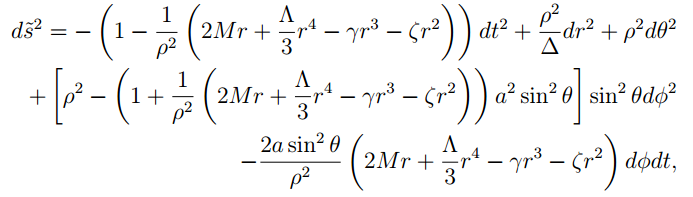 $d\tilde{s}^2 = -\left(1 - \frac{1}{\rho^2}\left(2Mr + \frac{\Lambda}{3}r^4 - \gamma r^3 - \zeta r^2\right)\right)dt^2 + \frac{\rho^2}{\Delta}dr^2 + \rho^2 d\theta^2$
$+ \left[\rho^2 - \left(1 + \frac{1}{\rho^2}\left(2Mr + \frac{\Lambda}{3}r^4 - \gamma r^3 - \zeta r^2\right)\right)a^2\sin^2\theta\right]\sin^2\theta d\phi^2$
$-\frac{2a\sin^2\theta}{\rho^2}\left(2Mr + \frac{\Lambda}{3}r^4 - \gamma r^3 - \zeta r^2\right)d\phi dt,$